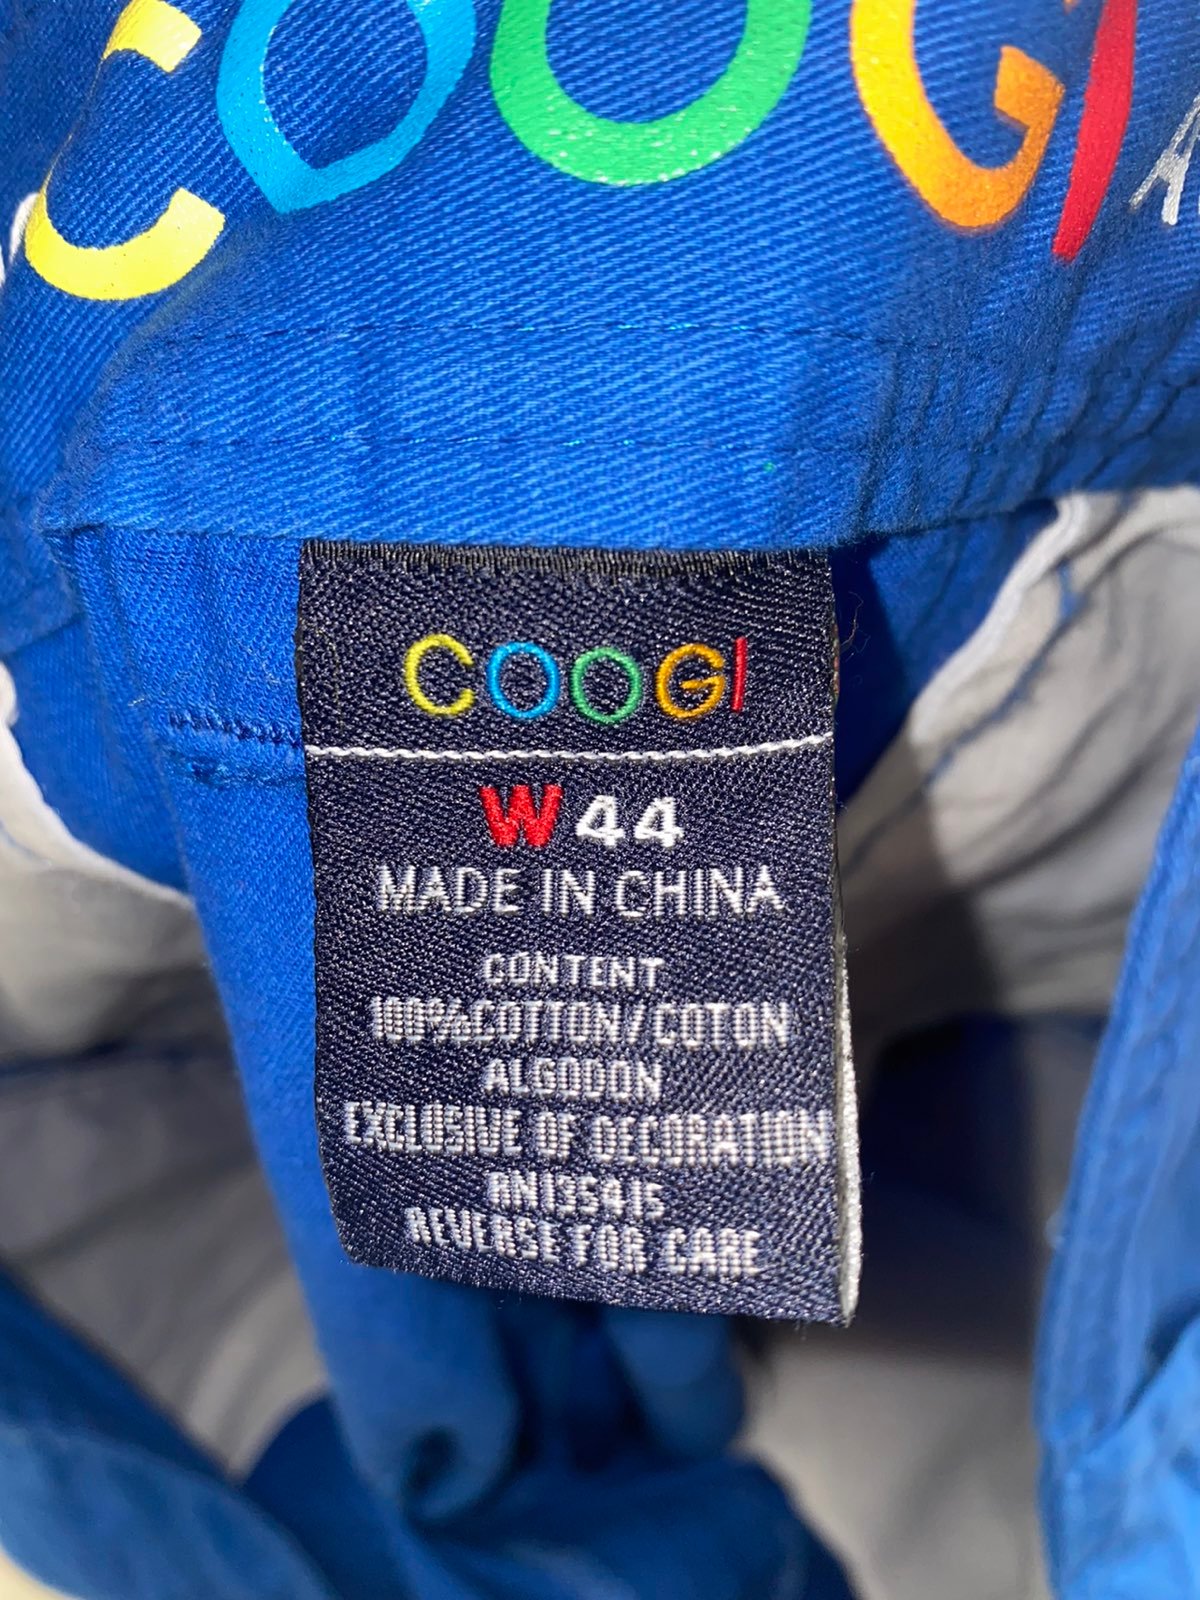 COOGI
COOGI
W44
MADE IN CHINA
CONTENT
100%COTTON/COTON
ALGODON
EXCLUSIVE OF DECORATION
RN135415
REVERSE FOR CARE